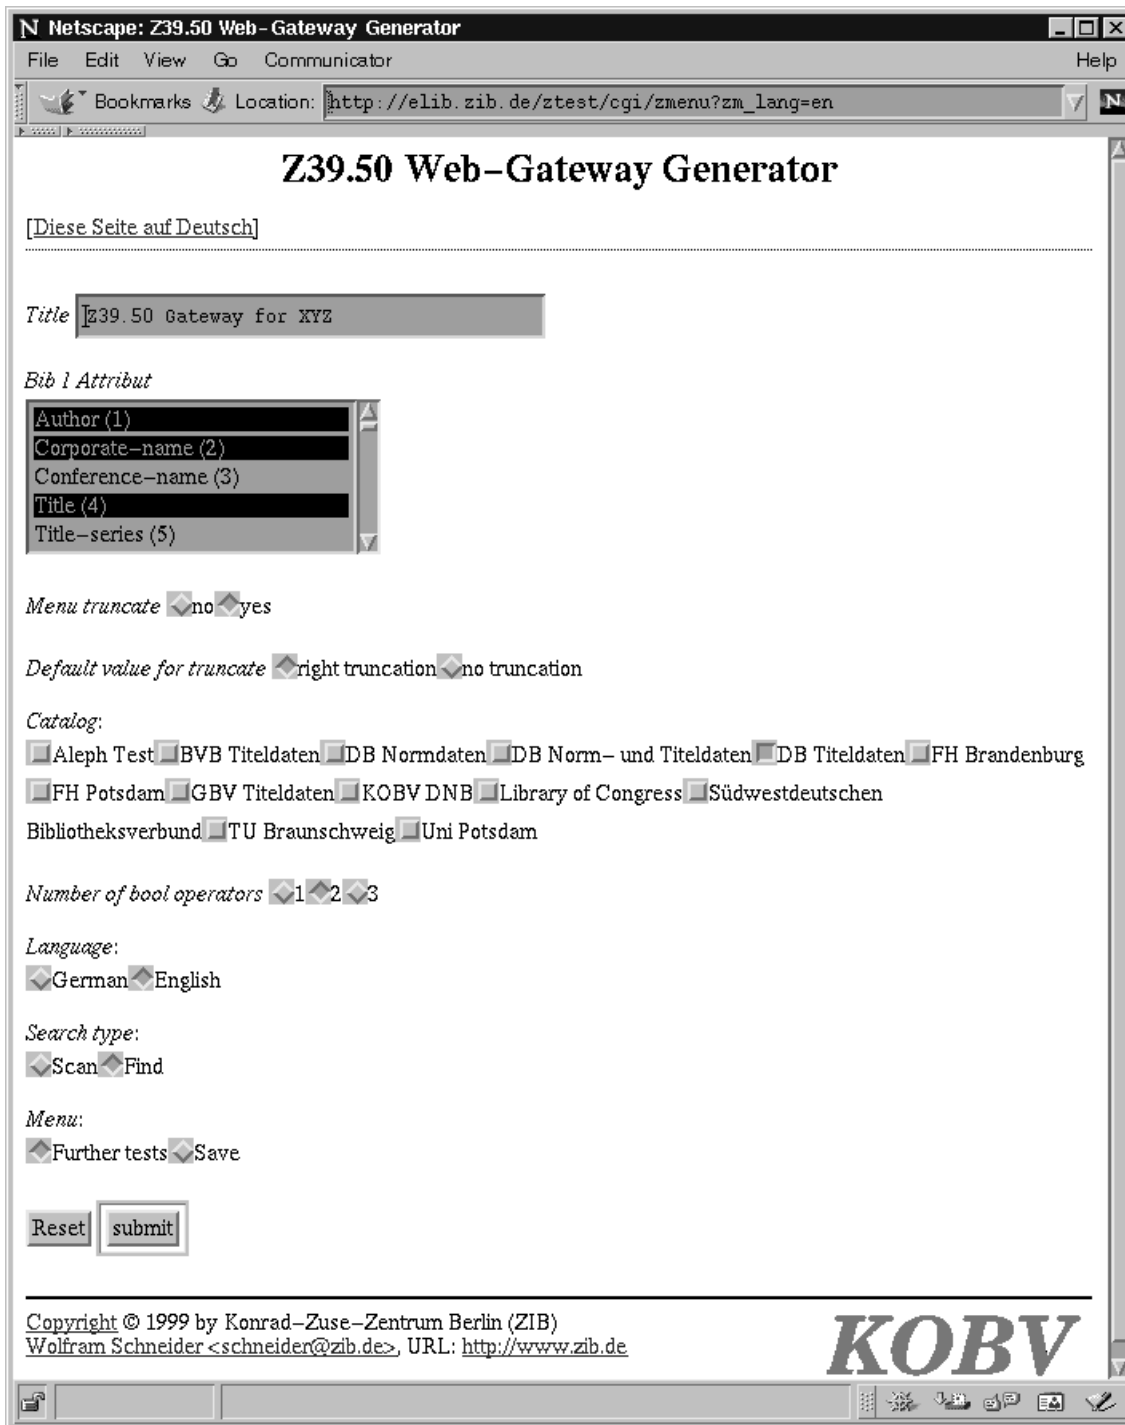 N Netscape: Z39.50 Web-Gateway Generator
File Edit View Go Communicator Help
Bookmarks Location: http://elib.zib.de/ztest/cgi/zmenu?zm_lang=en N
Z39.50 Web-Gateway Generator
[Diese Seite auf Deutsch]
Title Z39.50 Gateway for XYZ
Bib 1 Attribut
Author (1)
Corporate-name (2)
Conference-name (3)
Title (4)
Title-series (5)
Menu truncate no yes
Default value for truncate right truncation no truncation
Catalog:
Aleph Test BVB Titeldaten DB Normdaten DB Norm- und Titeldaten DB Titeldaten FH Brandenburg
FH Potsdam GBV Titeldaten KOBV DNB Library of Congress Südwestdeutschen
Bibliotheksverbund TU Braunschweig Uni Potsdam
Number of bool operators 1 2 3
Language:
German English
Search type:
Scan Find
Menu:
Further tests Save
Reset submit
Copyright © 1999 by Konrad-Zuse-Zentrum Berlin (ZIB)
Wolfram Schneider <schneider@zib.de>, URL: http://www.zib.de
KOBV